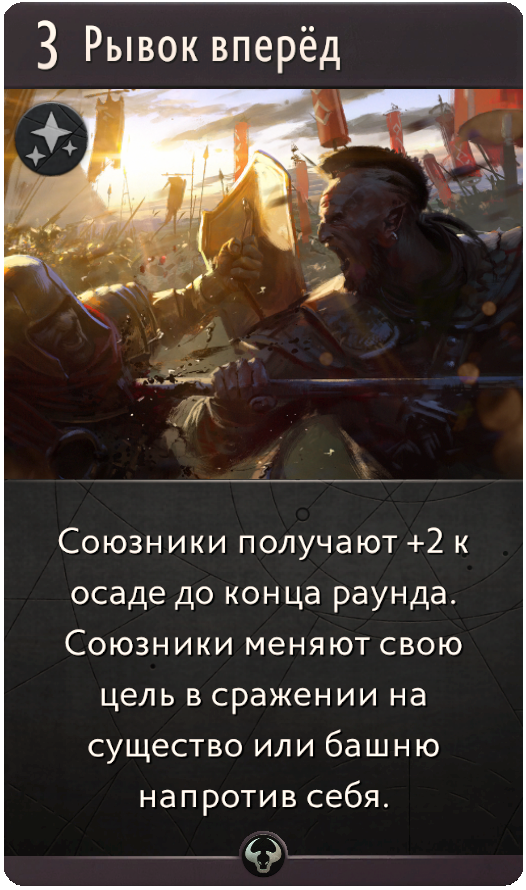 3 Рывок вперёд
Союзники получают +2 к
осаде до конца раунда.
Союзники меняют свою
цель в сражении на
существо или башню
напротив себя.